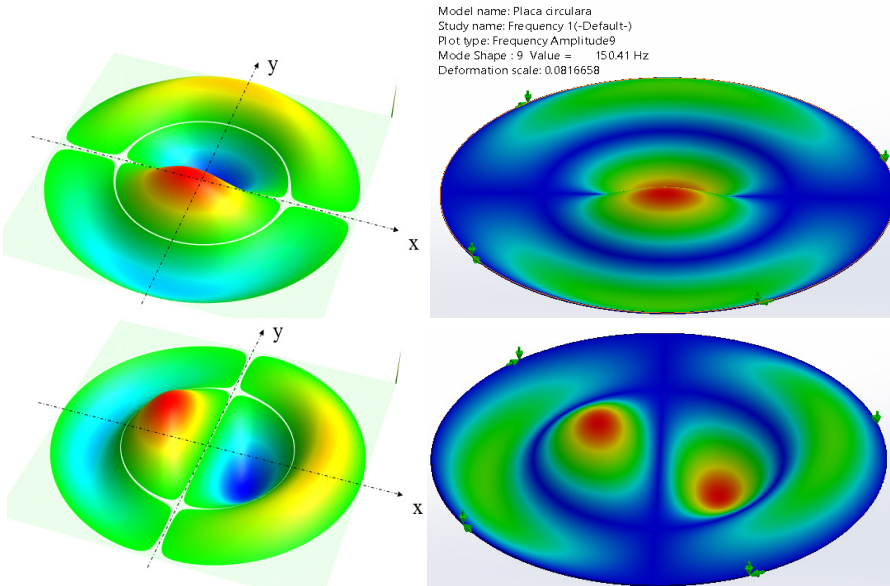 Model name: Placa circulara
Study name: Frequency 1(-Default-)
Plot type: Frequency Amplitude9
Mode Shape : 9 Value = 150.41 Hz
Deformation scale: 0.0816658
y
x
y
x